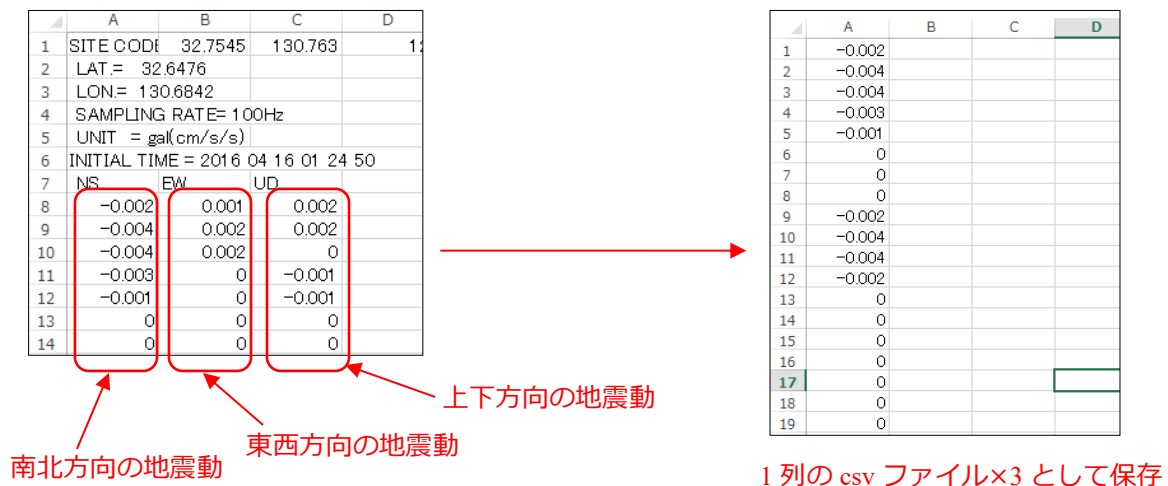 A B C D
1 SITE CODE 32.7545 130.763
2 LAT.= 32.6476
3 LON.= 130.6842
4 SAMPLING RATE= 100Hz
5 UNIT = gal(cm/s/s)
6 INITIAL TIME = 2016 04 16 01 24 50
7 NS EW UD
8 -0.002 0.001 0.002
9 -0.004 0.002 0.002
10 -0.004 0.002 0
11 -0.003 0 -0.001
12 -0.001 0 -0.001
13 0 0 0
14 0 0 0
上下方向の地震動
東西方向の地震動
南北方向の地震動
A B C D
1 -0.002
2 -0.004
3 -0.004
4 -0.003
5 -0.001
6 0
7 0
8 0
9 -0.002
10 -0.004
11 -0.004
12 -0.002
13 0
14 0
15 0
16 0
17 0
18 0
19 0
1 列の csv ファイル×3 として保存